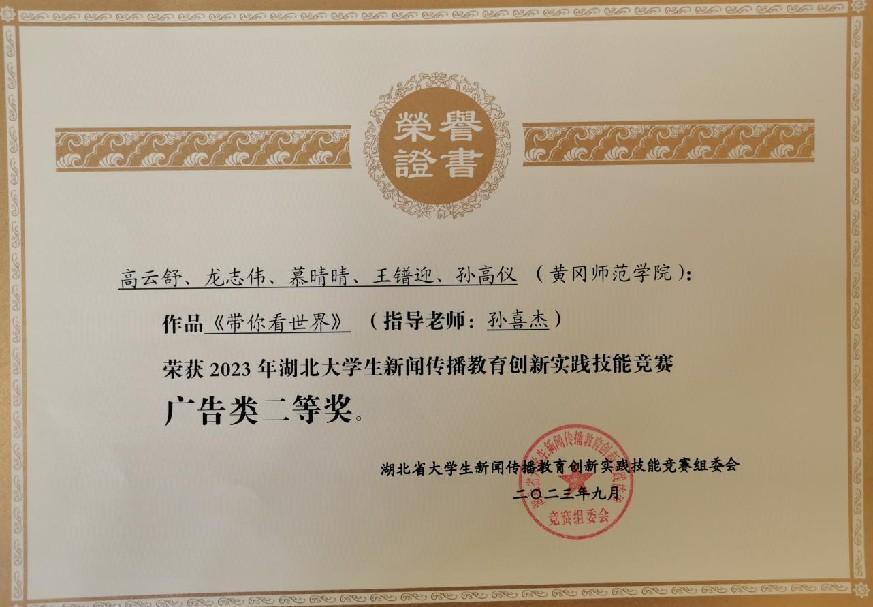 榮譽
證書
高云舒、龙志伟、慕晴晴、王镨迎、孙高仪（黄冈师范学院）：
作品《带你看世界》（指导老师：孙喜杰）
荣获2023年湖北大学生新闻传播教育创新实践技能竞赛
广告类二等奖。
湖北省大学生新闻传播教育创新实践技能竞赛组委会
二〇二三年九月
竞赛组委会